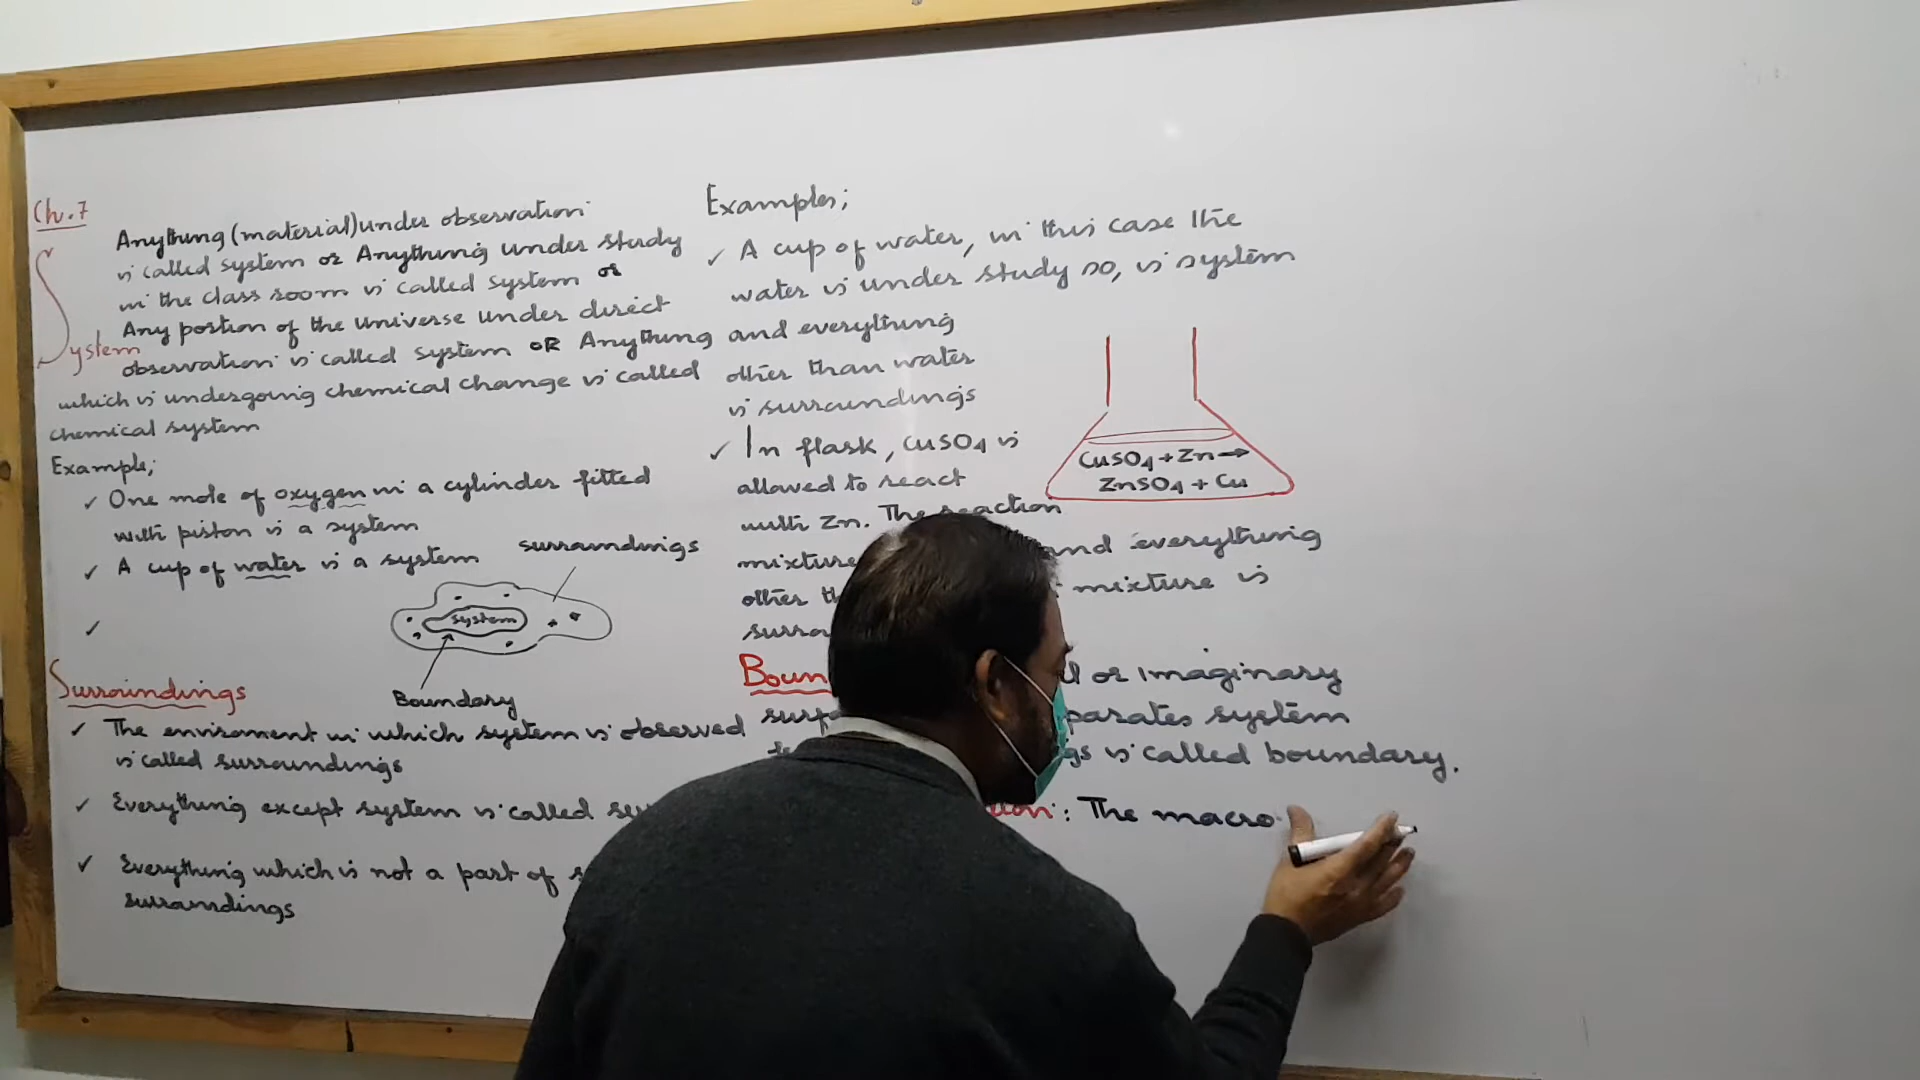 Ch.7
System
Anything (material) under observation
is called system or Anything under study
in the class room is called system or
Any portion of the universe under direct
observation is called system OR Anything
which is undergoing chemical change is called
chemical system
Example;
✓ One mole of oxygen in a cylinder fitted
with piston is a system
✓ A cup of water is a system
✓
surroundings
system
Boundary
Surroundings
✓ The enviroment in which system is observed
is called surroundings
✓ Everything except system is called
✓ Everything which is not a part of
surroundings
Examples;
✓ A cup of water, in this case the
water is under study so, is system
and everything
other than water
is surroundings
✓ In flask, CuSO4 is
allowed to react
with Zn. The reaction
mixture and everything
other mixture is
CuSO4 + Zn →
ZnSO4 + Cu
or imaginary
system
is called boundary.
: The macro